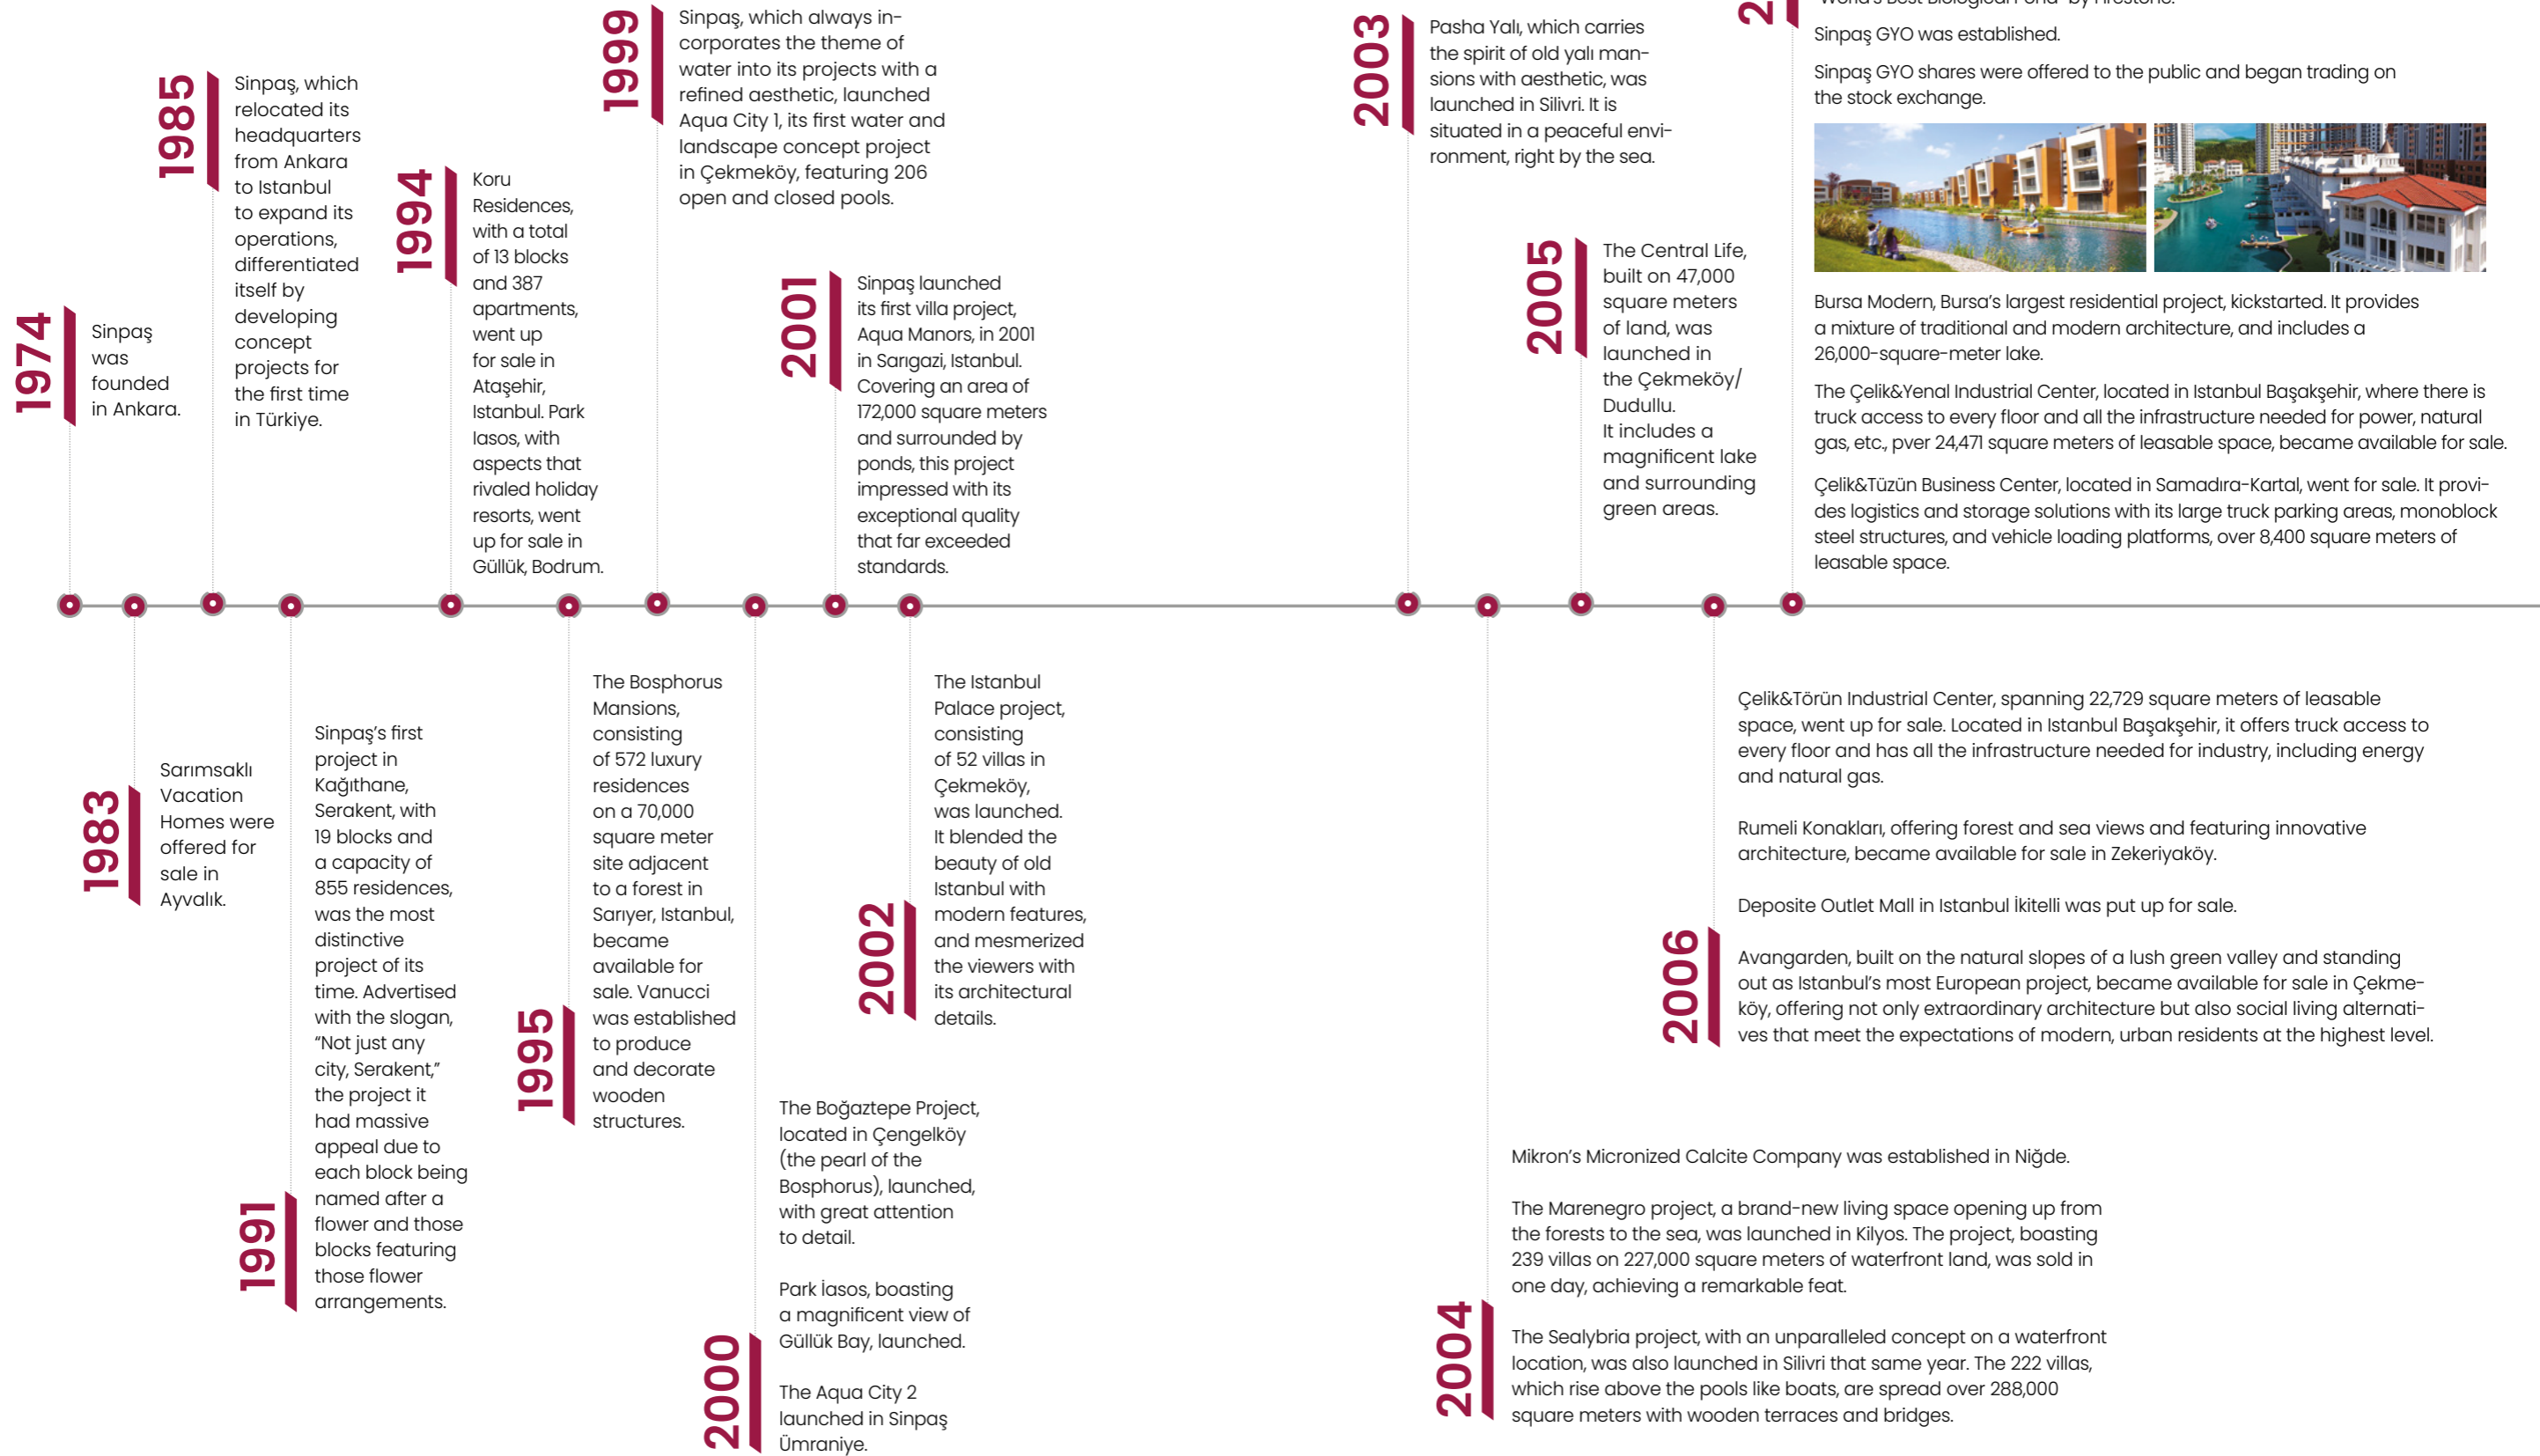 1974
Sinpaş
was
founded
in Ankara.
1983
Sarımsaklı
Vacation
Homes were
offered for
sale in
Ayvalık.
1985
Sinpaş, which
relocated its
headquarters
from Ankara
to Istanbul
to expand its
operations,
differentiated
itself by
developing
concept
projects for
the first time
in Türkiye.
1991
Sinpaş's first
project in
Kağıthane,
Serakent, with
19 blocks and
a capacity of
855 residences,
was the most
distinctive
project of its
time. Advertised
with the slogan,
“Not just any
city, Serakent,”
the project it
had massive
appeal due to
each block being
named after a
flower and those
blocks featuring
those flower
arrangements.
1994
Koru
Residences,
with a total
of 13 blocks
and 387
apartments,
went up
for sale in
Ataşehir,
Istanbul. Park
Iasos, with
aspects that
rivaled holiday
resorts, went
up for sale in
Güllük, Bodrum.
1995
The Bosphorus
Mansions,
consisting
of 572 luxury
residences
on a 70,000
square meter
site adjacent
to a forest in
Sarıyer, Istanbul,
became
available for
sale. Vanucci
was established
to produce
and decorate
wooden
structures.
1999
Sinpaş, which always in-
corporates the theme of
water into its projects with a
refined aesthetic, launched
Aqua City 1, its first water and
landscape concept project
in Çekmeköy, featuring 206
open and closed pools.
2000
The Boğaztepe Project,
located in Çengelköy
(the pearl of the
Bosphorus), launched,
with great attention
to detail.
Park İasos, boasting
a magnificent view of
Güllük Bay, launched.
The Aqua City 2
launched in Sinpaş
Ümraniye.
2001
Sinpaş launched
its first villa project,
Aqua Manors, in 2001
in Sarıgazi, Istanbul.
Covering an area of
172,000 square meters
and surrounded by
ponds, this project
impressed with its
exceptional quality
that far exceeded
standards.
2002
The Istanbul
Palace project,
consisting
of 52 villas in
Çekmeköy,
was launched.
It blended the
beauty of old
Istanbul with
modern features,
and mesmerized
the viewers with
its architectural
details.
2003
Pasha Yalı, which carries
the spirit of old yalı man-
sions with aesthetic, was
launched in Silivri. It is
situated in a peaceful envi-
ronment, right by the sea.
2004
Mikron's Micronized Calcite Company was established in Niğde.
The Marenegro project, a brand-new living space opening up from
the forests to the sea, was launched in Kilyos. The project, boasting
239 villas on 227,000 square meters of waterfront land, was sold in
one day, achieving a remarkable feat.
The Sealybria project, with an unparalleled concept on a waterfront
location, was also launched in Silivri that same year. The 222 villas,
which rise above the pools like boats, are spread over 288,000
square meters with wooden terraces and bridges.
2005
The Central Life,
built on 47,000
square meters
of land, was
launched in
the Çekmeköy/
Dudullu.
It includes a
magnificent lake
and surrounding
green areas.
2006
Çelik&Törün Industrial Center, spanning 22,729 square meters of leasable
space, went up for sale. Located in Istanbul Başakşehir, it offers truck access to
every floor and has all the infrastructure needed for industry, including energy
and natural gas.
Rumeli Konakları, offering forest and sea views and featuring innovative
architecture, became available for sale in Zekeriyaköy.
Deposite Outlet Mall in Istanbul İkitelli was put up for sale.
Avangarden, built on the natural slopes of a lush green valley and standing
out as Istanbul's most European project, became available for sale in Çekme-
köy, offering not only extraordinary architecture but also social living alternati-
ves that meet the expectations of modern, urban residents at the highest level.
2
World's Best Biological Pond by Firestone.
Sinpaş GYO was established.
Sinpaş GYO shares were offered to the public and began trading on
the stock exchange.
Bursa Modern, Bursa's largest residential project, kickstarted. It provides
a mixture of traditional and modern architecture, and includes a
26,000-square-meter lake.
The Çelik&Yenal Industrial Center, located in Istanbul Başakşehir, where there is
truck access to every floor and all the infrastructure needed for power, natural
gas, etc., pver 24,471 square meters of leasable space, became available for sale.
Çelik&Tüzün Business Center, located in Samadıra-Kartal, went for sale. It provi-
des logistics and storage solutions with its large truck parking areas, monoblock
steel structures, and vehicle loading platforms, over 8,400 square meters of
leasable space.